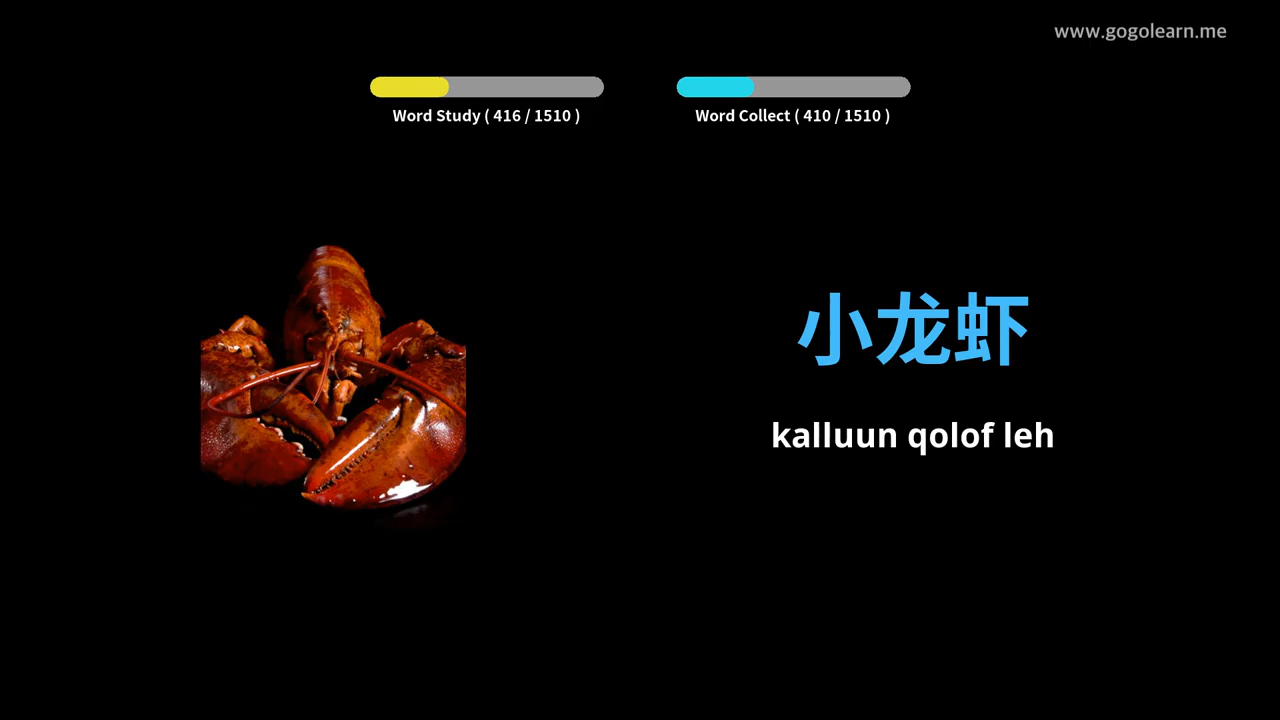 www.gogolearn.me
Word Study ( 416 / 1510 )
Word Collect ( 410 / 1510 )
小龙虾
kalluun qolof leh